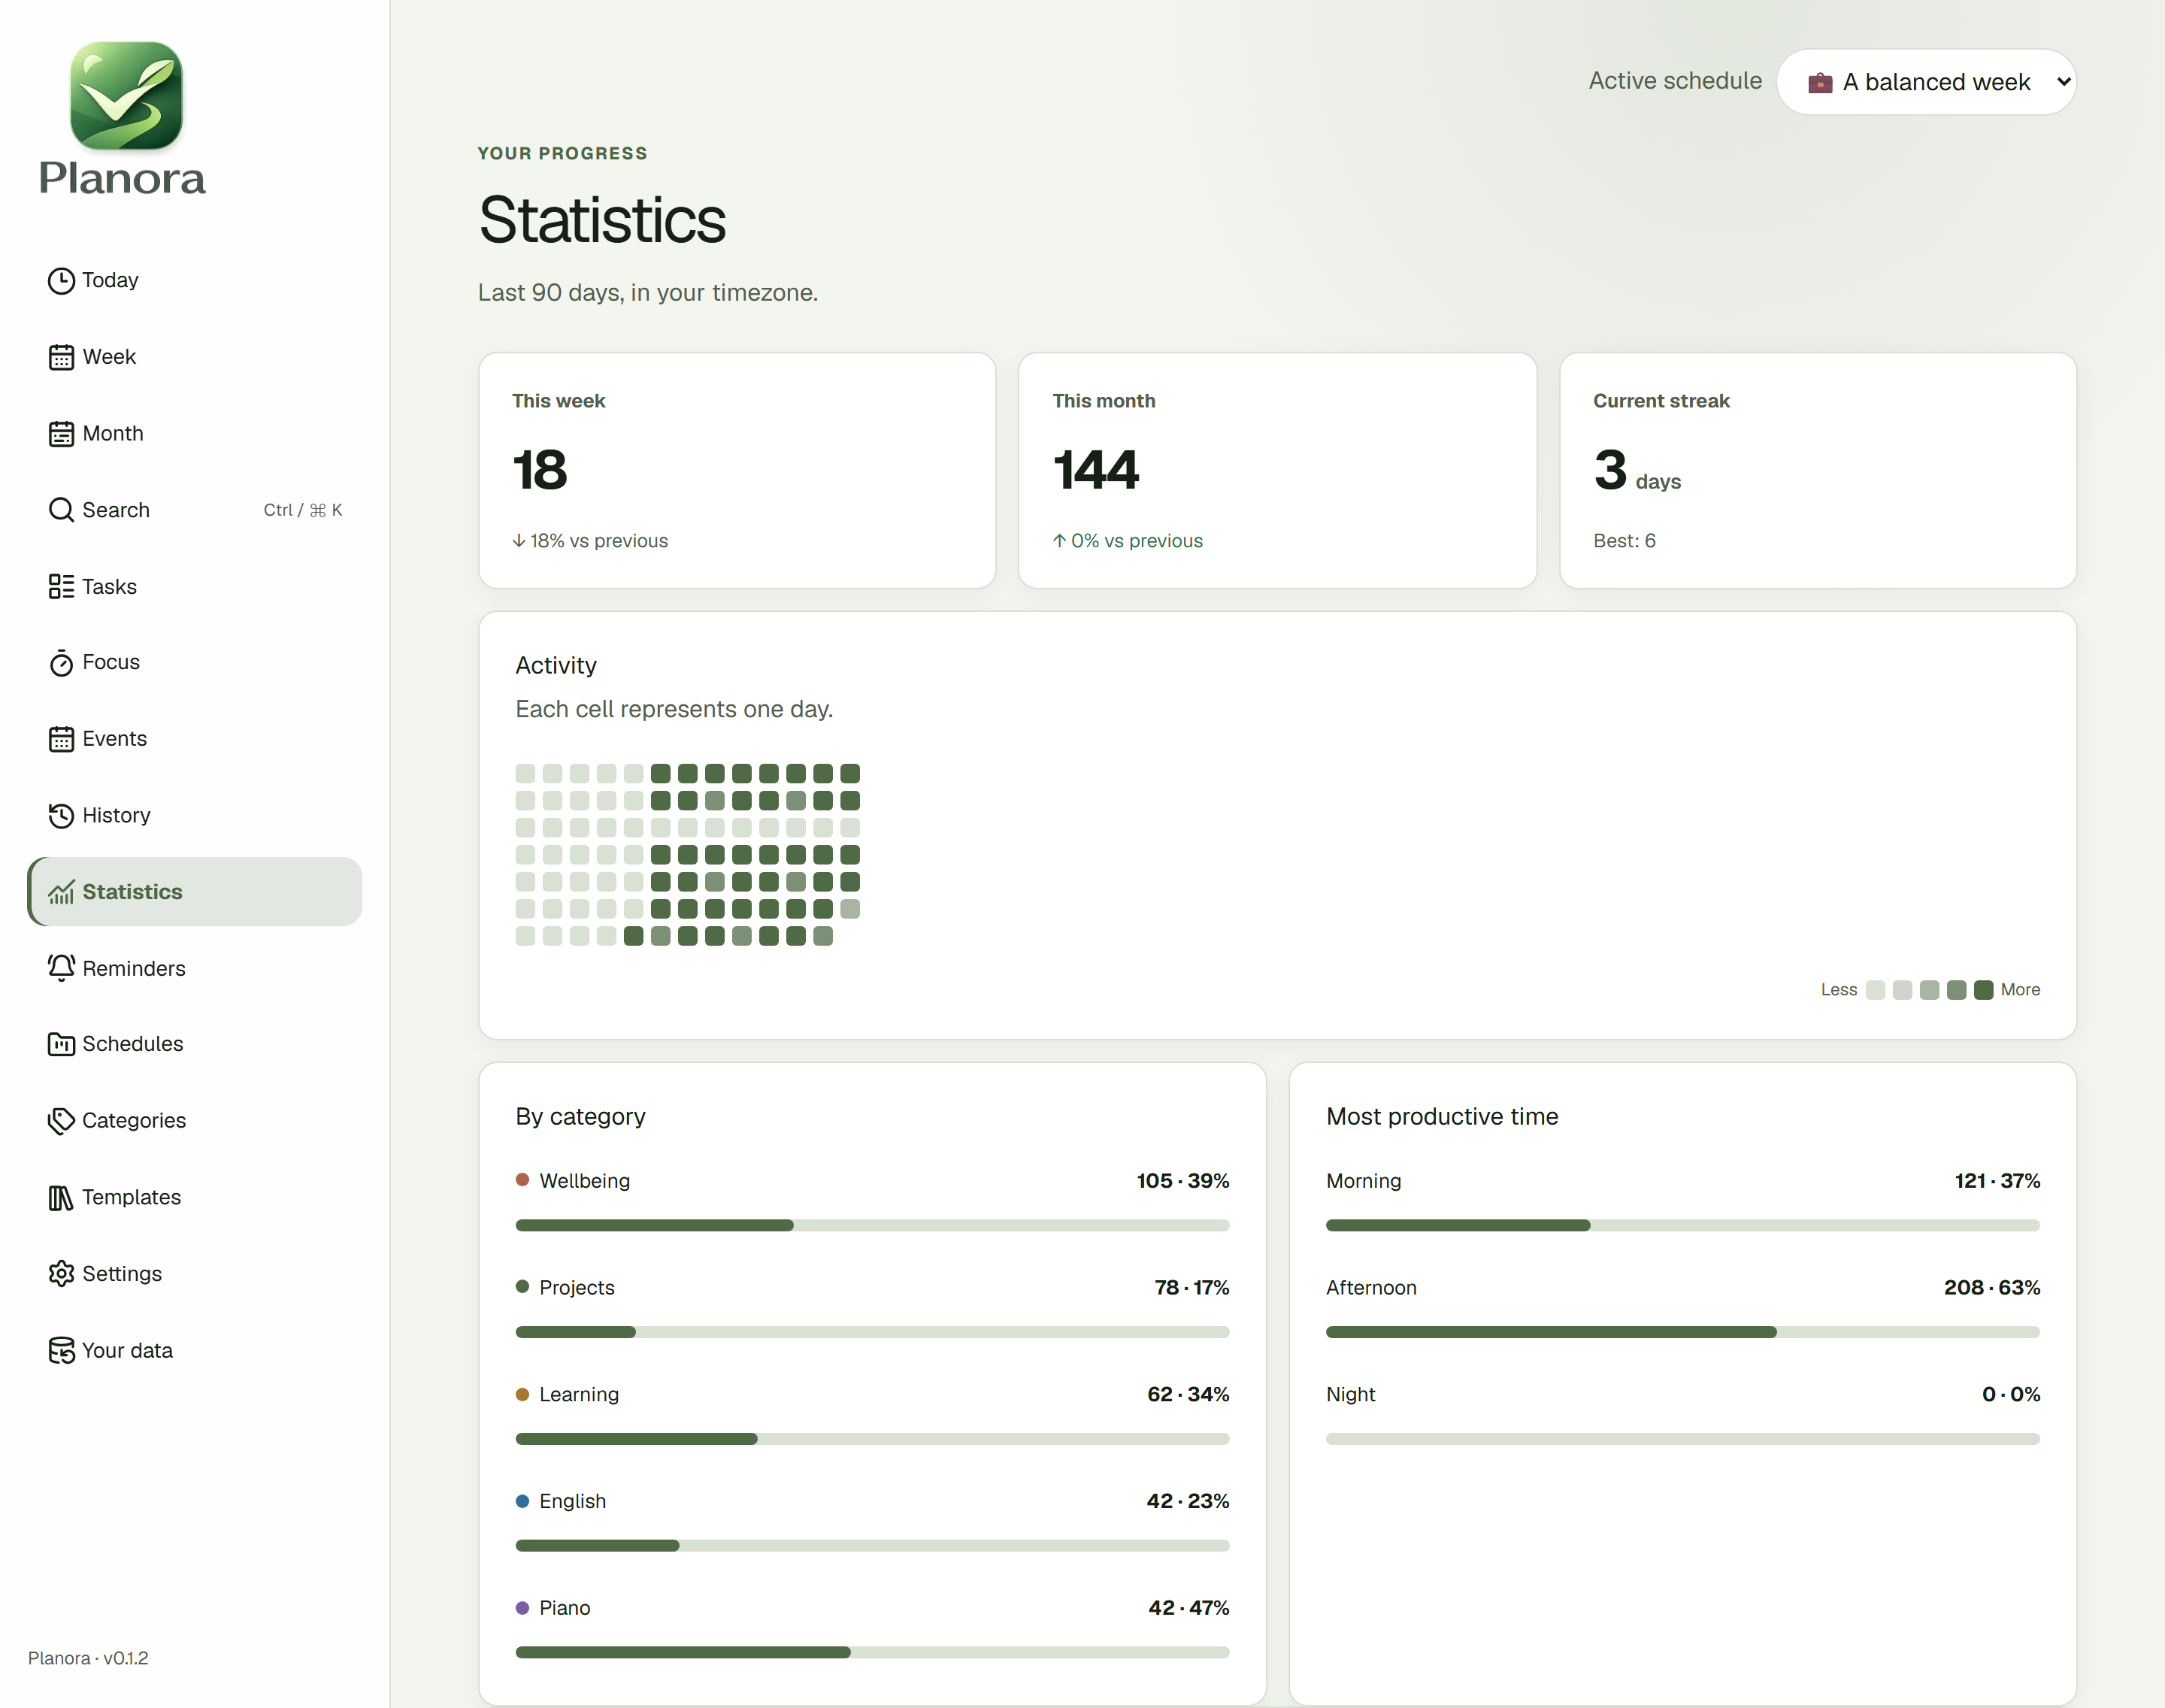 Planora
Today
Week
Month
Search Ctrl / ⌘ K
Tasks
Focus
Events
History
Statistics
Reminders
Schedules
Categories
Templates
Settings
Your data
Planora · v0.1.2
Active schedule 💼 A balanced week
YOUR PROGRESS
Statistics
Last 90 days, in your timezone.
This week
18
↓ 18% vs previous
This month
144
↑ 0% vs previous
Current streak
3 days
Best: 6
Activity
Each cell represents one day.
Less More
By category
Wellbeing 105 · 39%
Projects 78 · 17%
Learning 62 · 34%
English 42 · 23%
Piano 42 · 47%
Most productive time
Morning 121 · 37%
Afternoon 208 · 63%
Night 0 · 0%